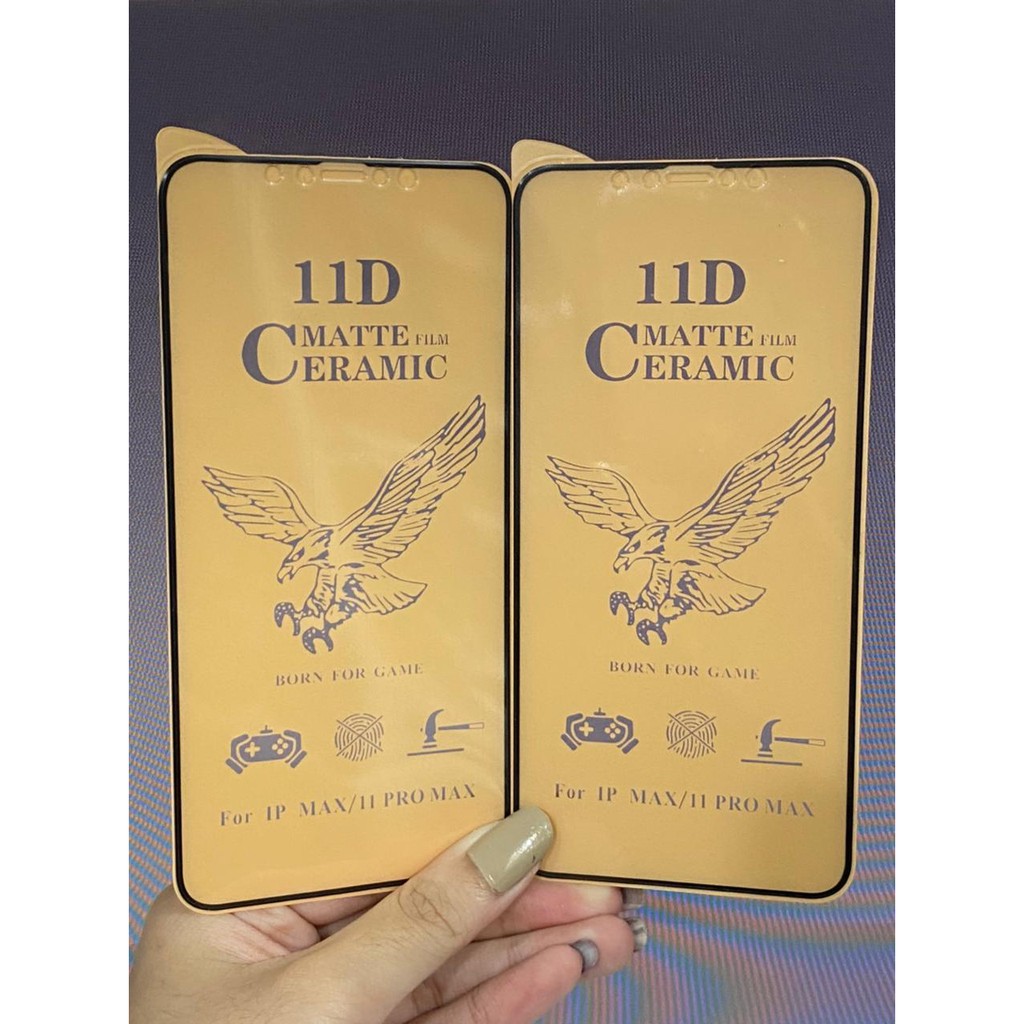 11D
MATTE FILM
CERAMIC
BORN FOR GAME
For IP MAX/11 PRO MAX
11D
MATTE FILM
CERAMIC
BORN FOR GAME
For IP MAX/11 PRO MAX